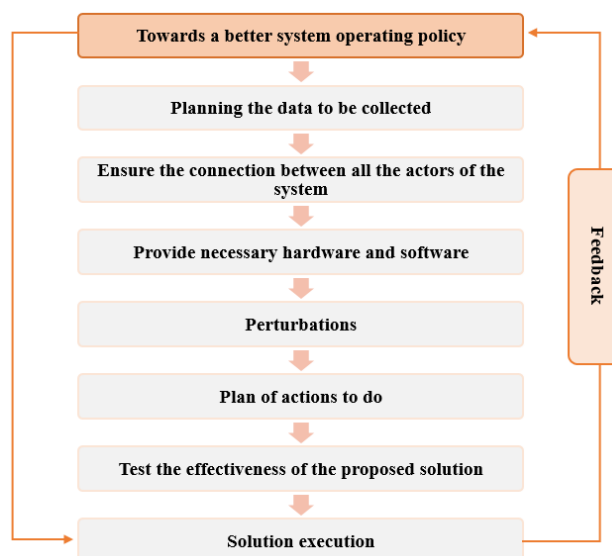 Towards a better system operating policy
Planning the data to be collected
Ensure the connection between all the actors of the
system
Provide necessary hardware and software
Perturbations
Plan of actions to do
Test the effectiveness of the proposed solution
Solution execution
Feedback